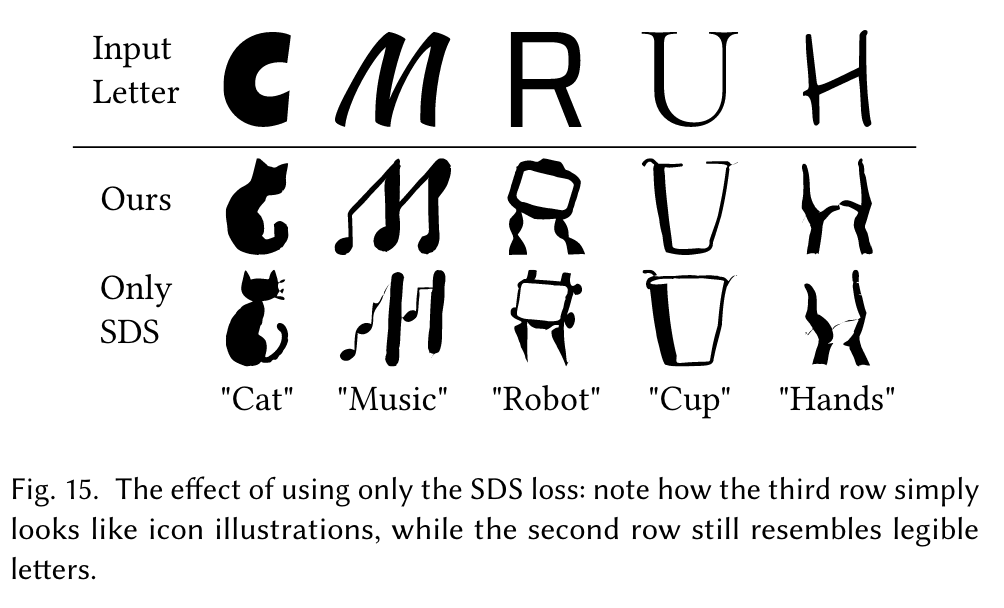 Input
Letter
C M R U H
Ours
Only
SDS
"Cat" "Music" "Robot" "Cup" "Hands"
Fig. 15. The effect of using only the SDS loss: note how the third row simply
looks like icon illustrations, while the second row still resembles legible
letters.